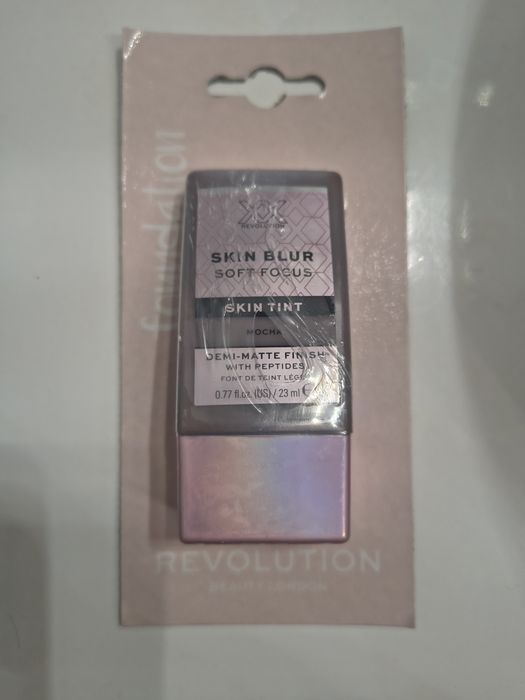 foundation
XX
REVOLUTION
SKIN BLUR
SOFT FOCUS
SKIN TINT
MOCHA
DEMI-MATTE FINISH
WITH PEPTIDES
FONT DE TEINT
0.77 fl.oz. (US) / 23 ml
REVOLUTION
BEAUTY LONDON